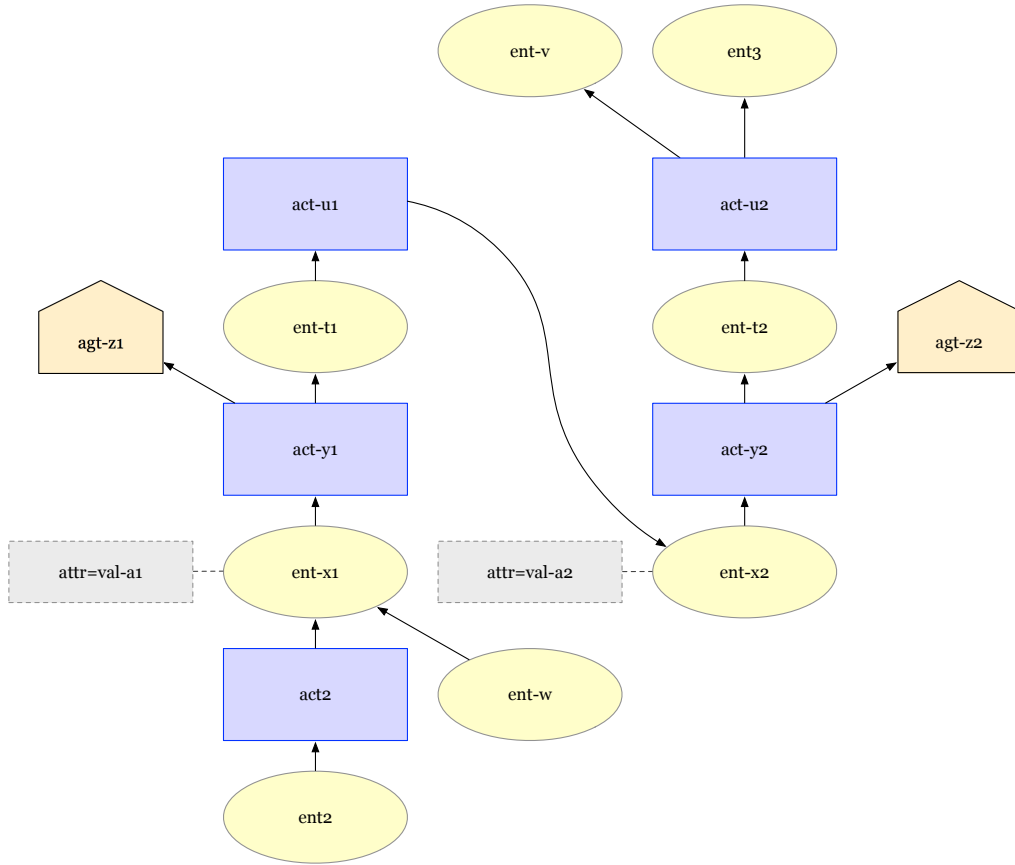 ent-v
ent3
act-u1
act-u2
agt-z1
ent-t1
ent-t2
agt-z2
act-y1
act-y2
attr=val-a1
ent-x1
attr=val-a2
ent-x2
act2
ent-w
ent2